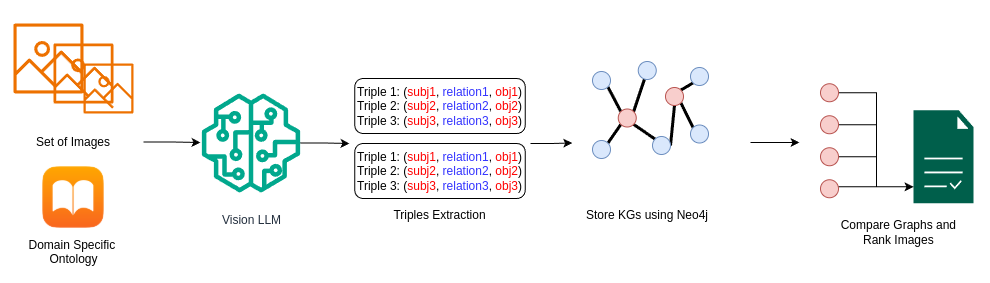 Set of Images
Domain Specific
Ontology
Vision LLM
Triple 1: (subj1, relation1, obj1)
Triple 2: (subj2, relation2, obj2)
Triple 3: (subj3, relation3, obj3)
Triple 1: (subj1, relation1, obj1)
Triple 2: (subj2, relation2, obj2)
Triple 3: (subj3, relation3, obj3)
Triples Extraction
Store KGs using Neo4j
Compare Graphs and
Rank Images